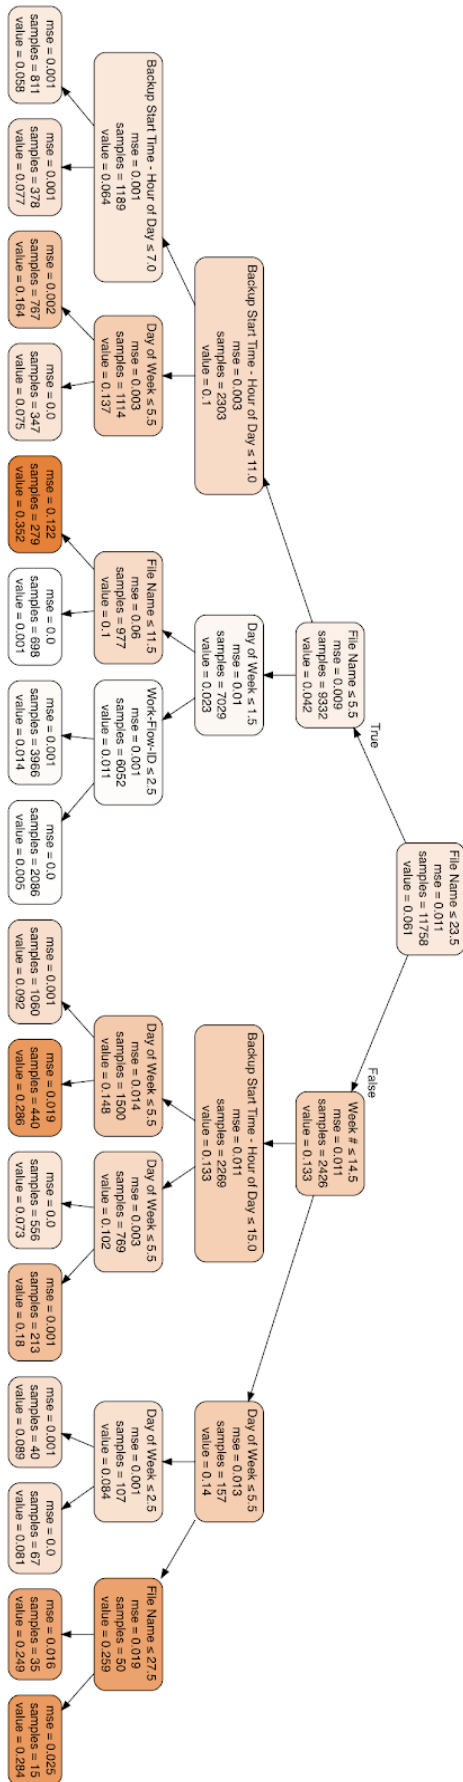 File Name ≤ 23.5
mse = 0.011
samples = 11758
value = 0.061
True
False
File Name ≤ 5.5
mse = 0.009
samples = 9332
value = 0.042
Week # ≤ 14.5
mse = 0.011
samples = 2426
value = 0.133
Backup Start Time - Hour of Day ≤ 11.0
mse = 0.003
samples = 2303
value = 0.1
Day of Week ≤ 1.5
mse = 0.01
samples = 7029
value = 0.023
Backup Start Time - Hour of Day ≤ 15.0
mse = 0.011
samples = 2269
value = 0.133
Day of Week ≤ 5.5
mse = 0.013
samples = 157
value = 0.14
Backup Start Time - Hour of Day ≤ 7.0
mse = 0.001
samples = 1189
value = 0.064
Day of Week ≤ 5.5
mse = 0.003
samples = 1114
value = 0.137
File Name ≤ 11.5
mse = 0.06
samples = 977
value = 0.1
Work-Flow-ID ≤ 2.5
mse = 0.001
samples = 6052
value = 0.011
Day of Week ≤ 5.5
mse = 0.014
samples = 1500
value = 0.148
Day of Week ≤ 5.5
mse = 0.003
samples = 769
value = 0.102
Day of Week ≤ 2.5
mse = 0.001
samples = 107
value = 0.084
File Name ≤ 27.5
mse = 0.019
samples = 50
value = 0.259
mse = 0.001
samples = 811
value = 0.058
mse = 0.001
samples = 378
value = 0.077
mse = 0.002
samples = 767
value = 0.164
mse = 0.0
samples = 347
value = 0.075
mse = 0.122
samples = 279
value = 0.352
mse = 0.0
samples = 698
value = 0.001
mse = 0.001
samples = 3966
value = 0.014
mse = 0.0
samples = 2086
value = 0.005
mse = 0.001
samples = 1060
value = 0.092
mse = 0.019
samples = 440
value = 0.286
mse = 0.0
samples = 556
value = 0.073
mse = 0.001
samples = 213
value = 0.18
mse = 0.001
samples = 40
value = 0.089
mse = 0.0
samples = 67
value = 0.081
mse = 0.016
samples = 35
value = 0.249
mse = 0.025
samples = 15
value = 0.284